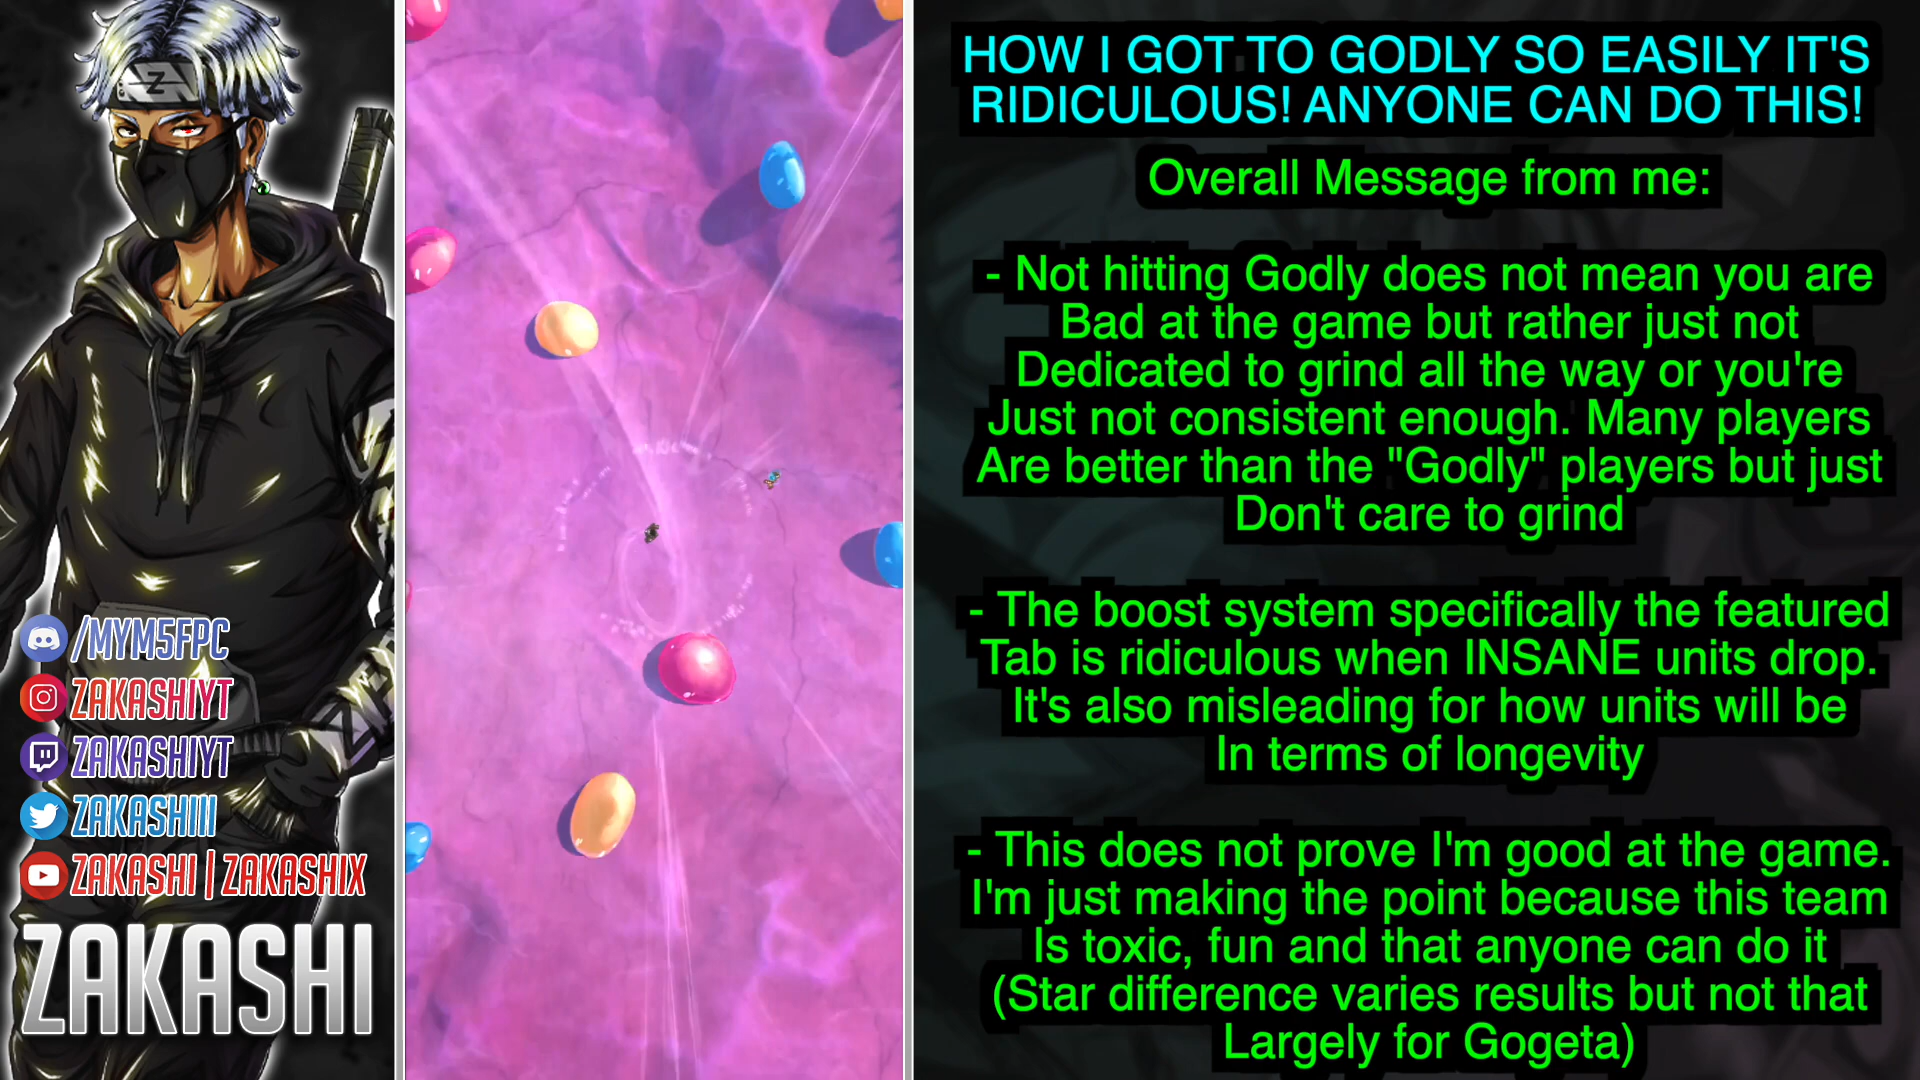 Z
/MYM5FPC
ZAKASHIYT
ZAKASHIYT
ZAKASHIII
ZAKASHI | ZAKASHIX
ZAKASHI
HOW I GOT TO GODLY SO EASILY IT'S
RIDICULOUS! ANYONE CAN DO THIS!
Overall Message from me:
- Not hitting Godly does not mean you are
Bad at the game but rather just not
Dedicated to grind all the way or you're
Just not consistent enough. Many players
Are better than the "Godly" players but just
Don't care to grind
- The boost system specifically the featured
Tab is ridiculous when INSANE units drop.
It's also misleading for how units will be
In terms of longevity
- This does not prove I'm good at the game.
I'm just making the point because this team
Is toxic, fun and that anyone can do it
(Star difference varies results but not that
Largely for Gogeta)